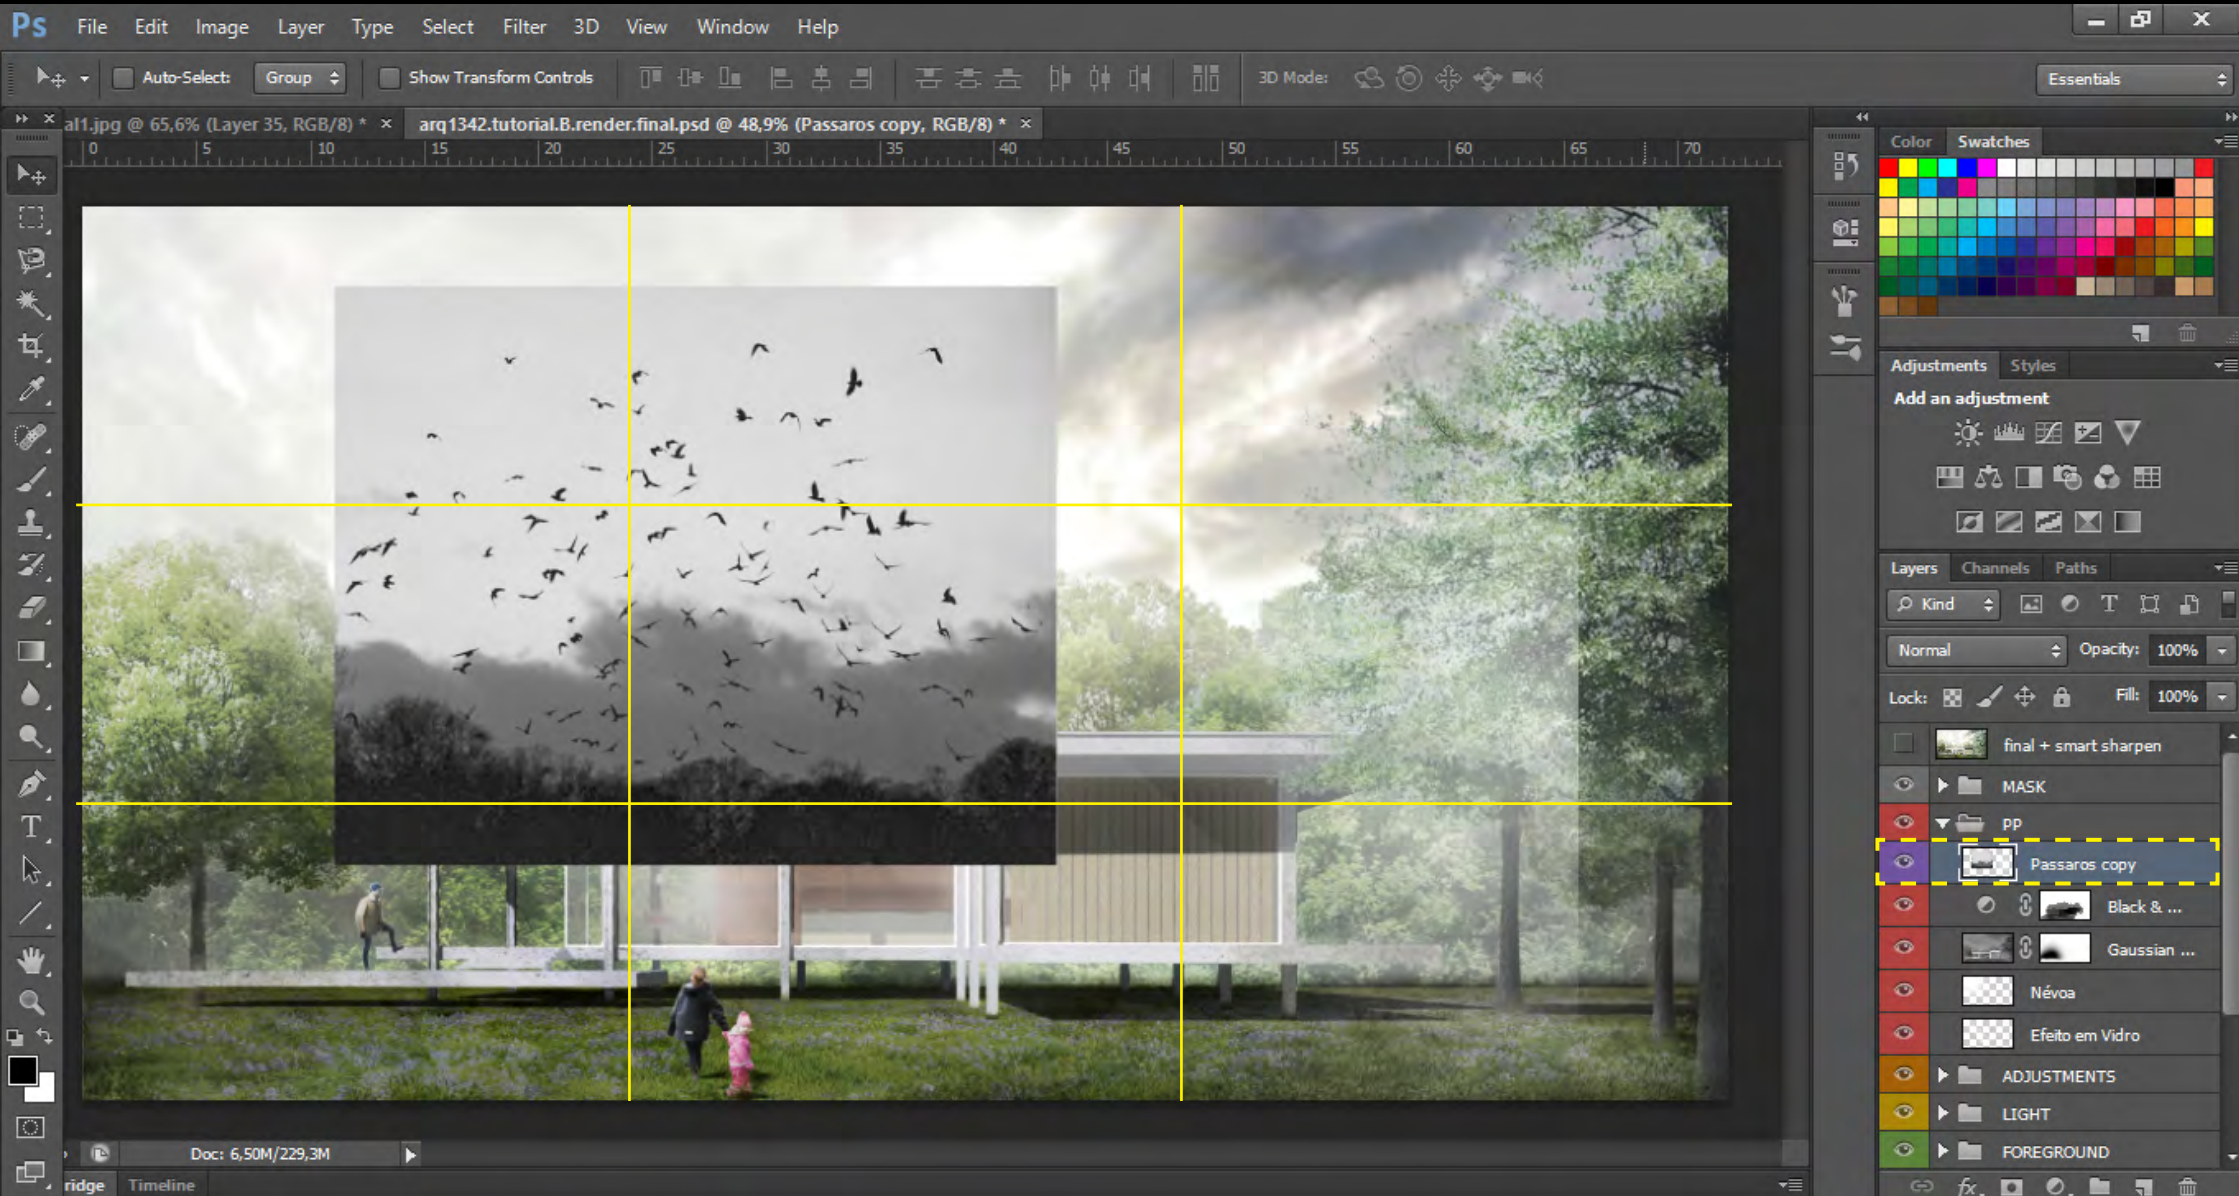 Ps File Edit Image Layer Type Select Filter 3D View Window Help
Auto-Select: Group Show Transform Controls 3D Mode: Essentials
al1.jpg @ 65,6% (Layer 35, RGB/8) * × arq1342.tutorial.B.render.final.psd @ 48,9% (Passaros copy, RGB/8) * ×
0 5 10 15 20 25 30 35 40 45 50 55 60 65 70
Color Swatches
Adjustments Styles
Add an adjustment
Layers Channels Paths
Kind
Normal Opacity: 100%
Lock: Fill: 100%
final + smart sharpen
MASK
PP
Passaros copy
Black & ...
Gaussian ...
Névoa
Efeito em Vidro
ADJUSTMENTS
LIGHT
FOREGROUND
Doc: 6,50M/229,3M
ridge Timeline